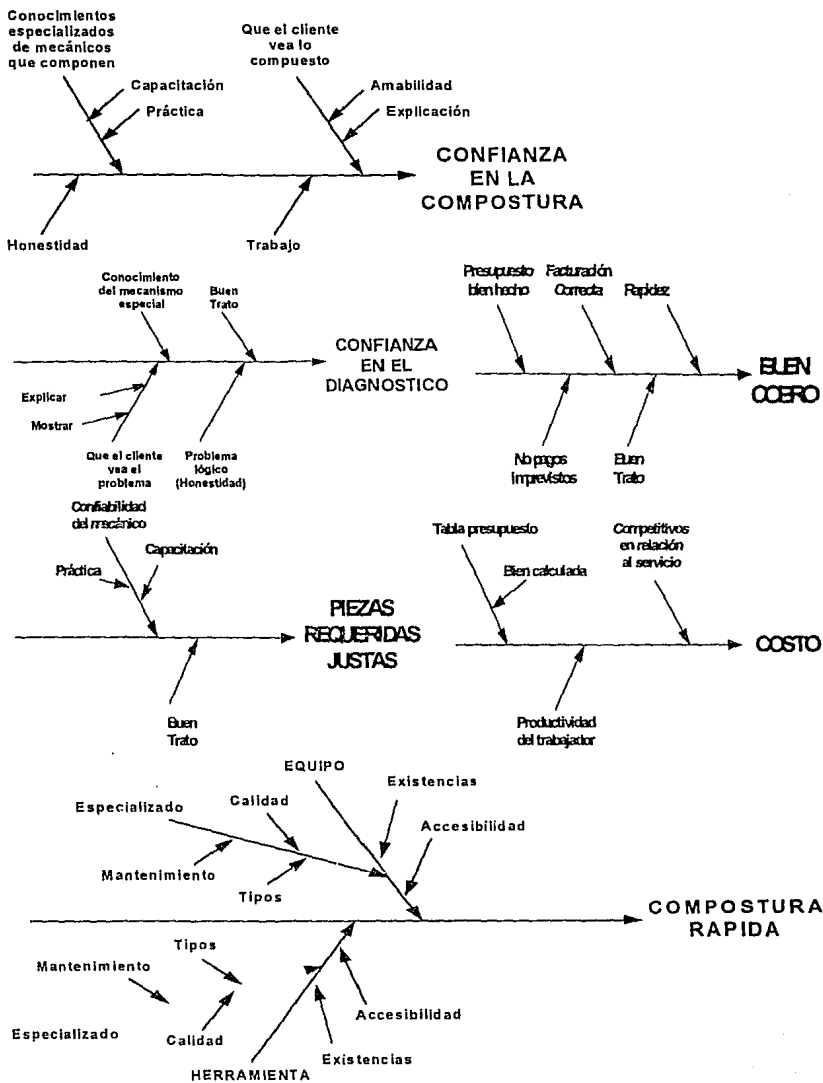 Conocimientos
especializados
de mecánicos
que componen
Capacitación
Práctica
Que el cliente
vea lo
compuesto
Amabilidad
Explicación
CONFIANZA
EN LA
COMPOSTURA
Honestidad
Trabajo
Conocimiento
del mecanismo
especial
Buen
Trato
CONFIANZA
EN EL
DIAGNOSTICO
Explicar
Mostrar
Que el cliente
vea el
problema
Problema
lógico
(Honestidad)
Presupuesto
bien hecho
Facturación
Correcta
Rapidez
BUEN
COBRO
No pagos
imprevistos
Buen
Trato
Confiabilidad
del mecánico
Práctica
Capacitación
PIEZAS
REQUERIDAS
JUSTAS
Buen
Trato
Tabla presupuesto
Bien calculada
Competitivos
en relación
al servicio
COSTO
Productividad
del trabajador
EQUIPO
Existencias
Especializado
Calidad
Accesibilidad
Mantenimiento
Tipos
COMPOSTURA
RAPIDA
Tipos
Mantenimiento
Accesibilidad
Especializado
Calidad
Existencias
HERRAMIENTA